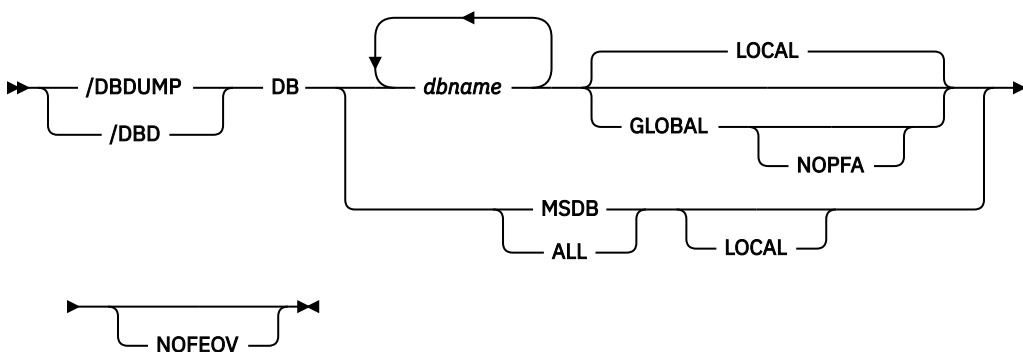 LOCAL
/DBDUMP DB dbname
/DBD
GLOBAL
NOPFA
MSDB
ALL LOCAL
NOFEOV